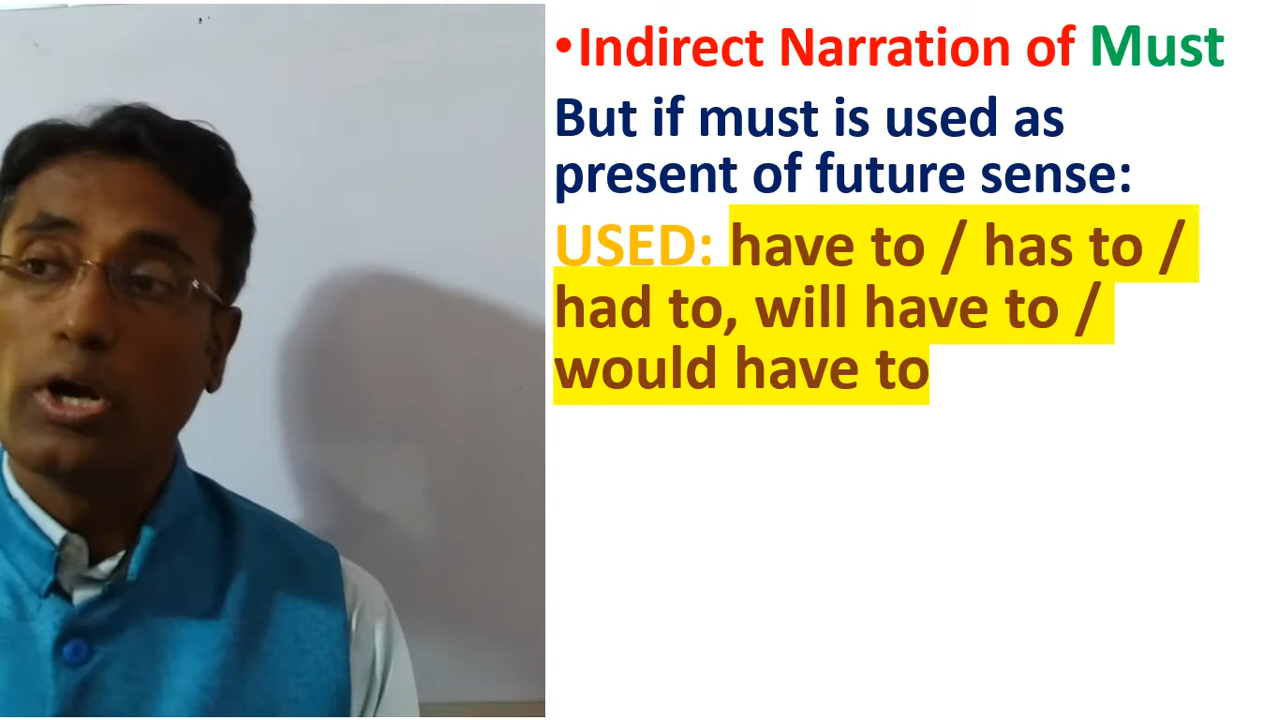 •Indirect Narration of Must
But if must is used as
present of future sense:
USED: have to / has to /
had to, will have to /
would have to